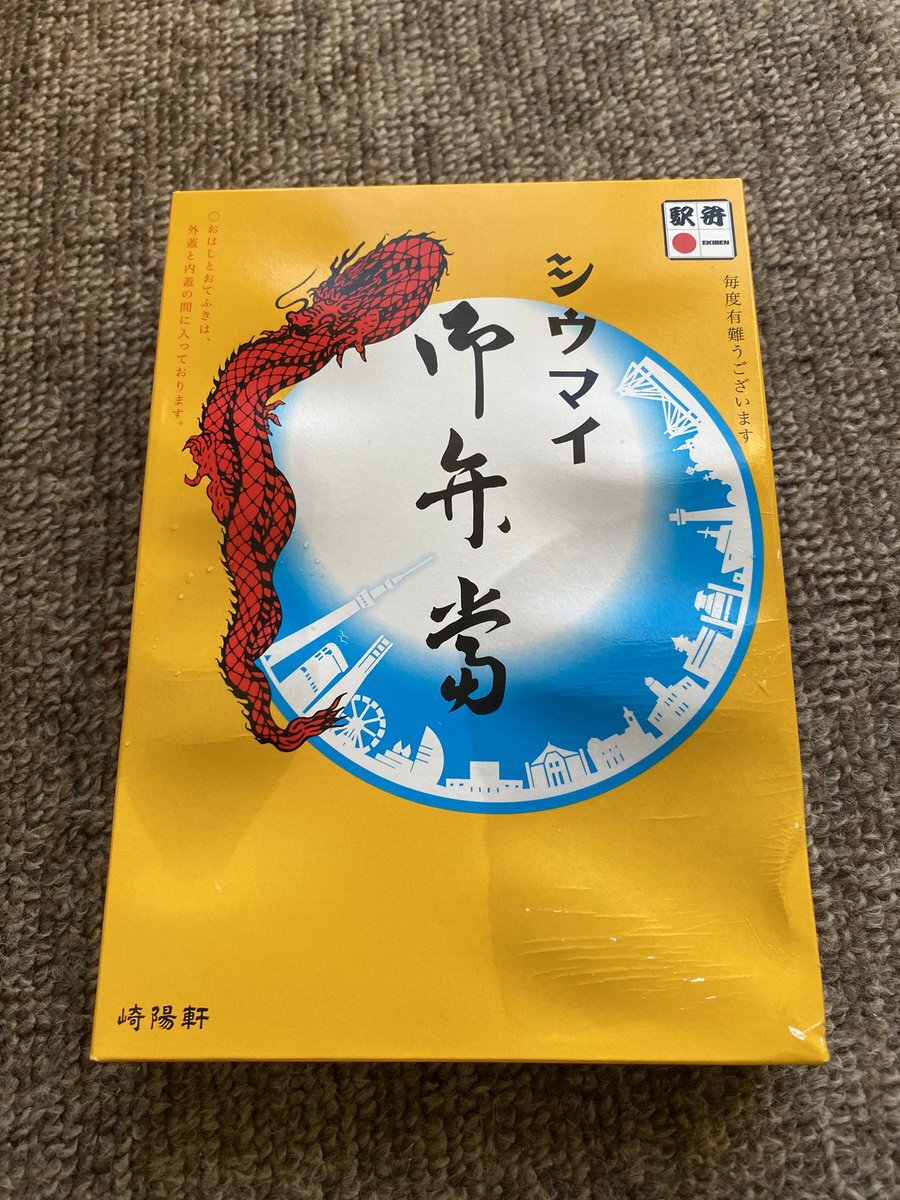 駅弁
EKIBEN
毎度有難うございます
シウマイ
御弁當
○おはしとおてふきは、
外蓋と内蓋の間に入っております。
崎陽軒